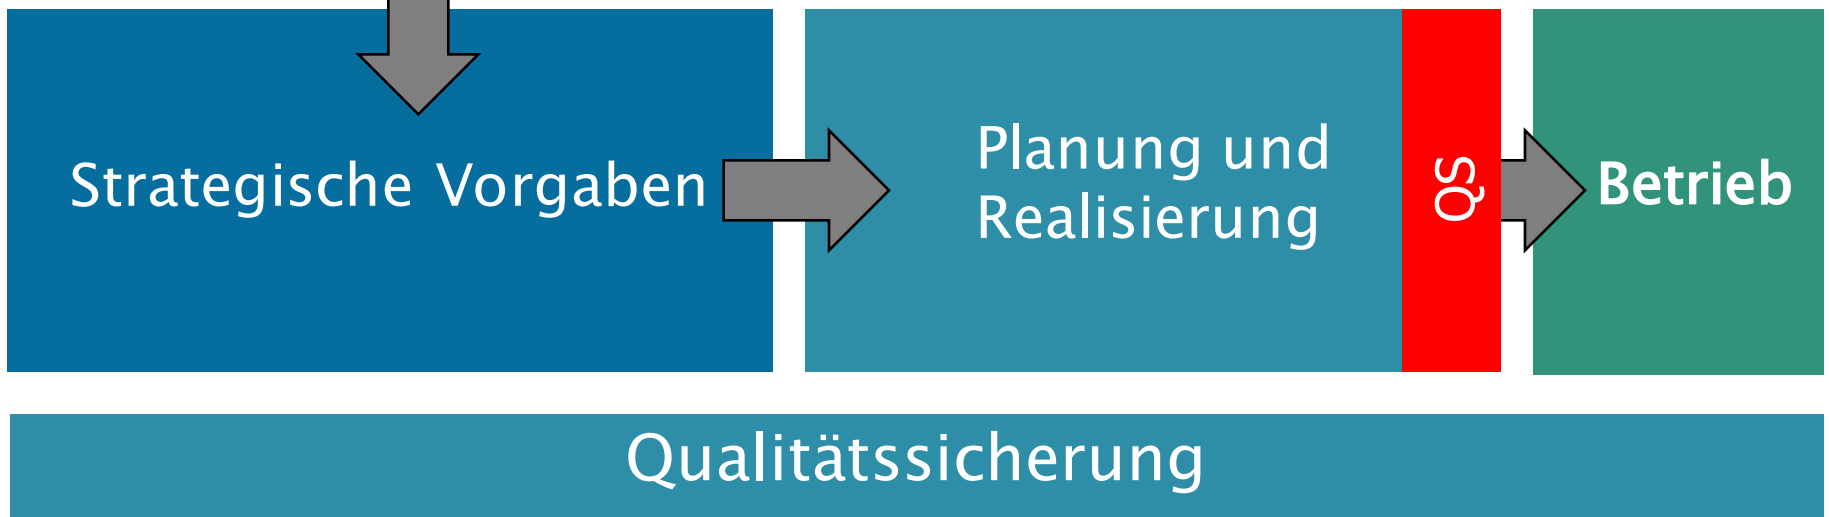 Strategische Vorgaben
Planung und
Realisierung
QS
Betrieb
Qualitätssicherung